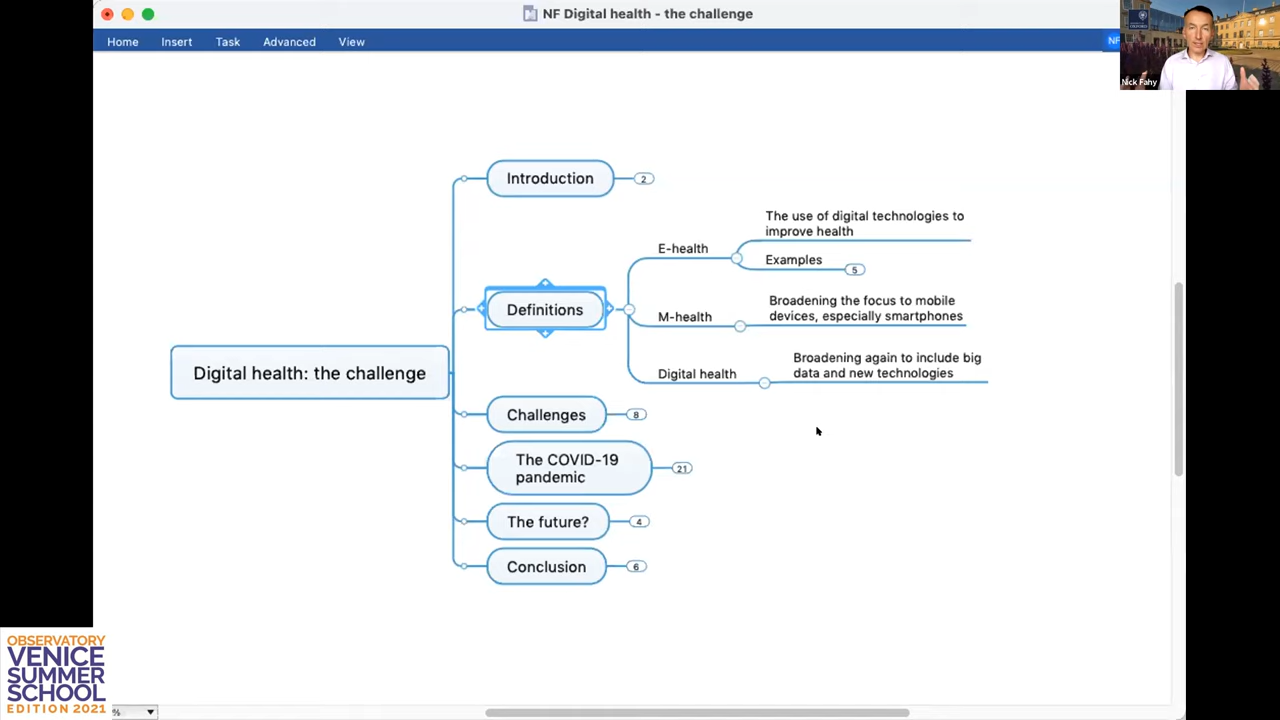 NF Digital health - the challenge
Home Insert Task Advanced View
NF
Nick Fahy
Introduction
2
The use of digital technologies to
improve health
E-health
Examples
5
Definitions
Broadening the focus to mobile
devices, especially smartphones
M-health
Broadening again to include big
data and new technologies
Digital health
Digital health: the challenge
Challenges
8
The COVID-19
pandemic
21
The future?
4
Conclusion
6
OBSERVATORY
VENICE
SUMMER
SCHOOL
EDITION 2021
%